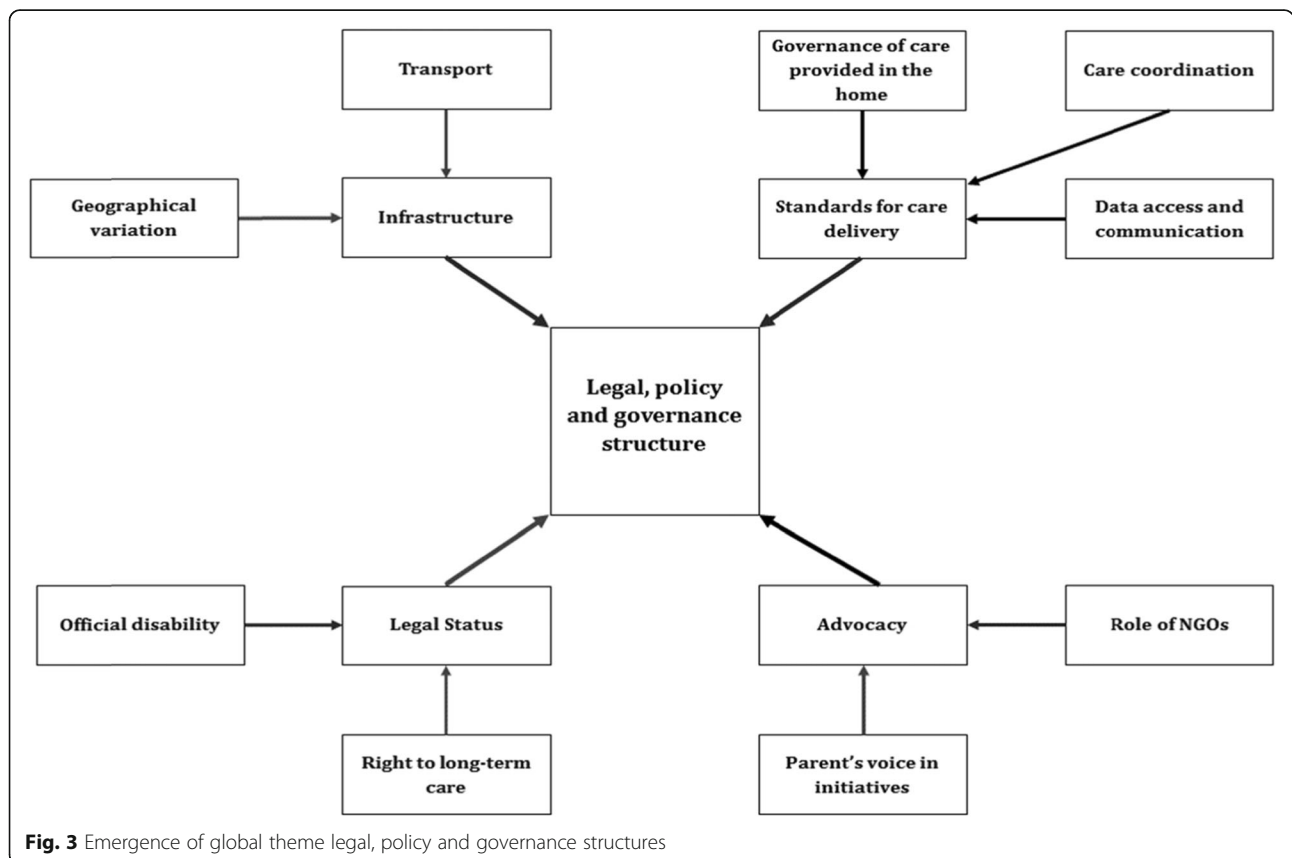 Transport
Governance of care
provided in the
home
Care coordination
Geographical
variation
Infrastructure
Standards for care
delivery
Data access and
communication
Legal, policy
and governance
structure
Official disability
Legal Status
Advocacy
Role of NGOs
Right to long-term
care
Parent's voice in
initiatives
Fig. 3 Emergence of global theme legal, policy and governance structures